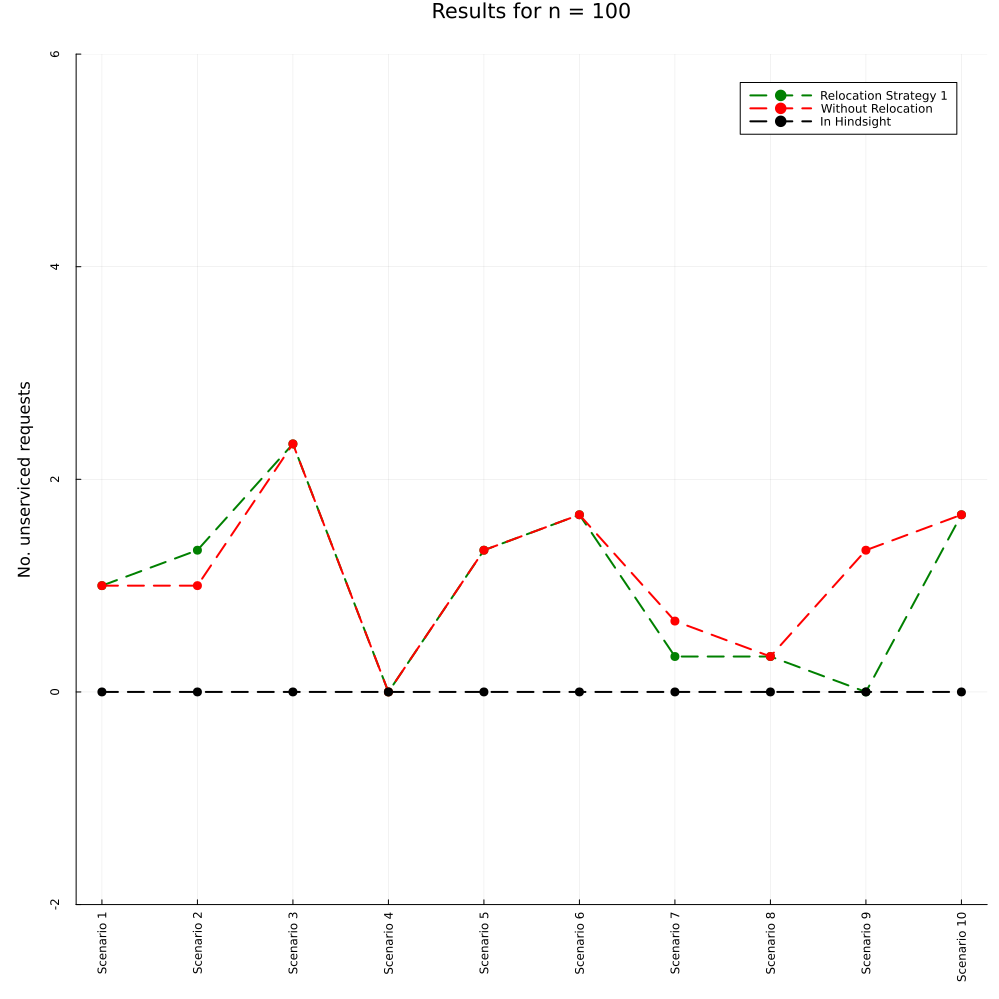 Results for n = 100
Relocation Strategy 1
Without Relocation
In Hindsight
No. unserviced requests
6
4
2
0
-2
Scenario 1
Scenario 2
Scenario 3
Scenario 4
Scenario 5
Scenario 6
Scenario 7
Scenario 8
Scenario 9
Scenario 10